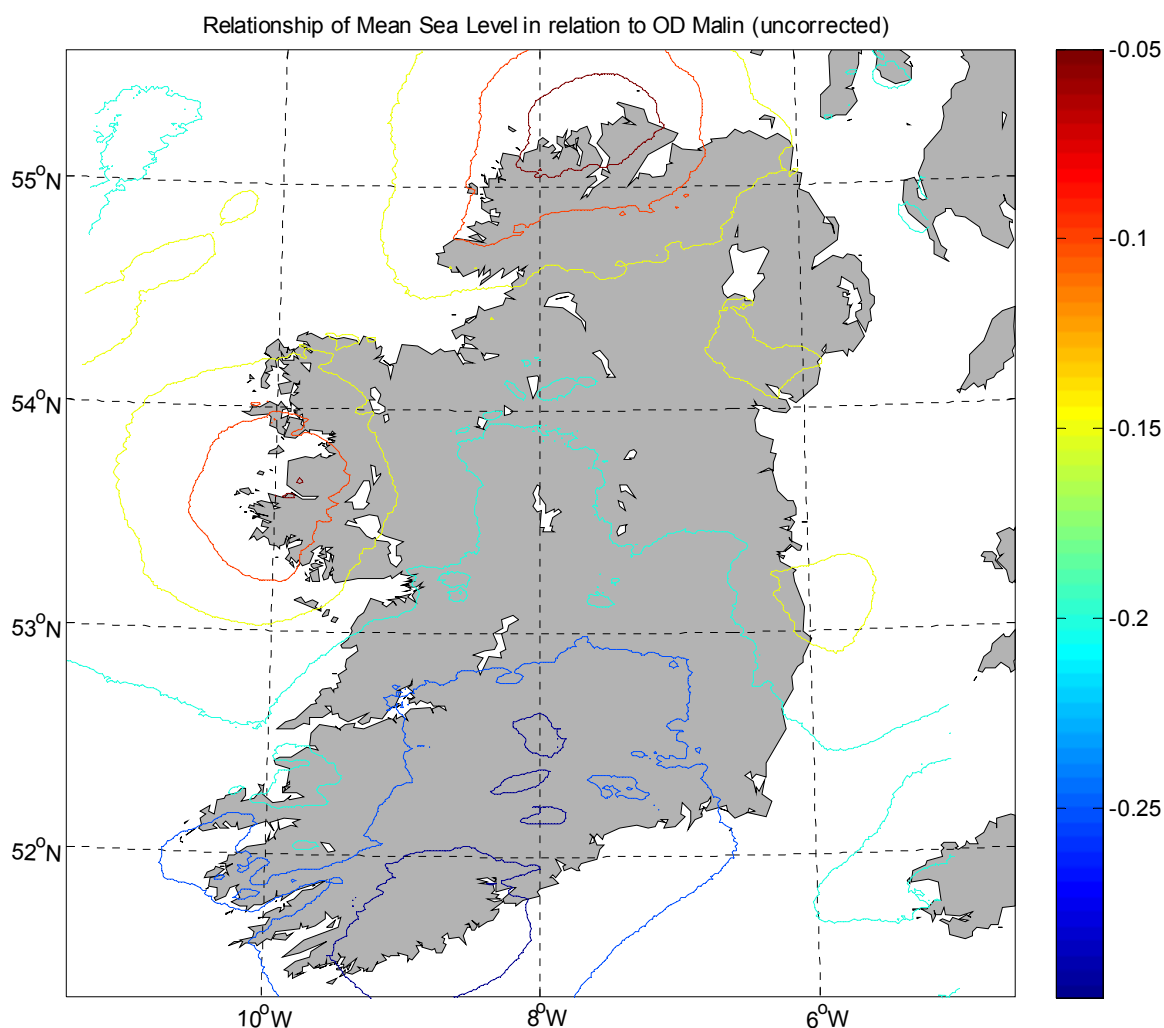 Relationship of Mean Sea Level in relation to OD Malin (uncorrected)
-0.05
55°N
-0.1
54°N
-0.15
53°N
-0.2
52°N
-0.25
10°W
8°W
6°W